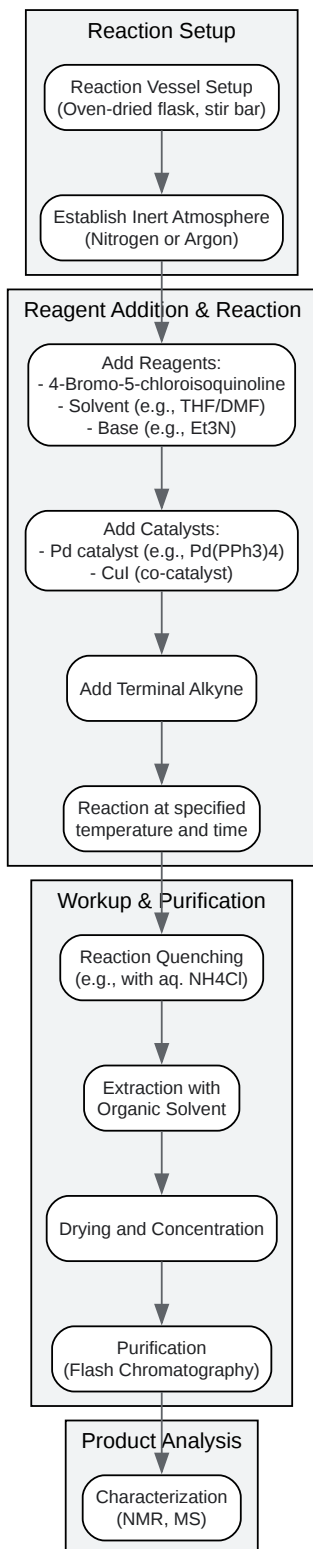 Reaction Setup
Reaction Vessel Setup
(Oven-dried flask, stir bar)
Establish Inert Atmosphere
(Nitrogen or Argon)
Reagent Addition & Reaction
Add Reagents:
- 4-Bromo-5-chloroisoquinoline
- Solvent (e.g., THF/DMF)
- Base (e.g., Et3N)
Add Catalysts:
- Pd catalyst (e.g., Pd(PPh3)4)
- CuI (co-catalyst)
Add Terminal Alkyne
Reaction at specified
temperature and time
Workup & Purification
Reaction Quenching
(e.g., with aq. NH4Cl)
Extraction with
Organic Solvent
Drying and Concentration
Purification
(Flash Chromatography)
Product Analysis
Characterization
(NMR, MS)